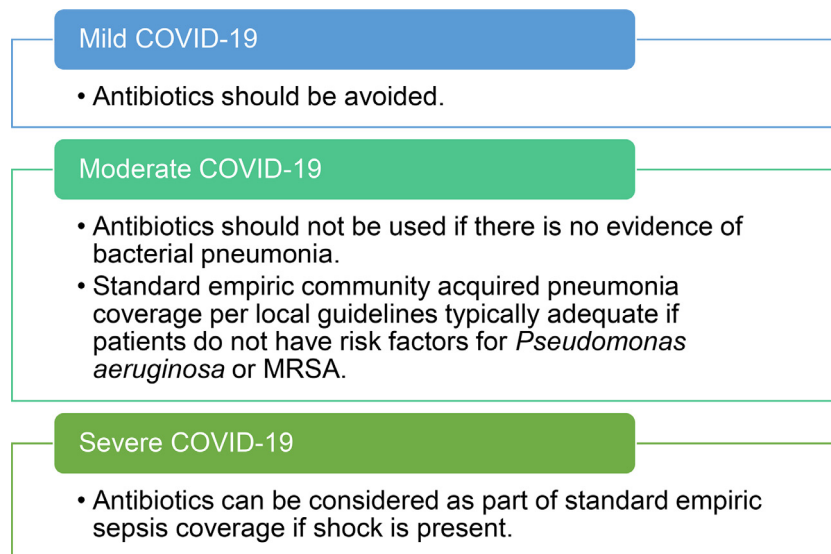 Mild COVID-19
• Antibiotics should be avoided.
Moderate COVID-19
• Antibiotics should not be used if there is no evidence of
bacterial pneumonia.
• Standard empiric community acquired pneumonia
coverage per local guidelines typically adequate if
patients do not have risk factors for Pseudomonas
aeruginosa or MRSA.
Severe COVID-19
• Antibiotics can be considered as part of standard empiric
sepsis coverage if shock is present.